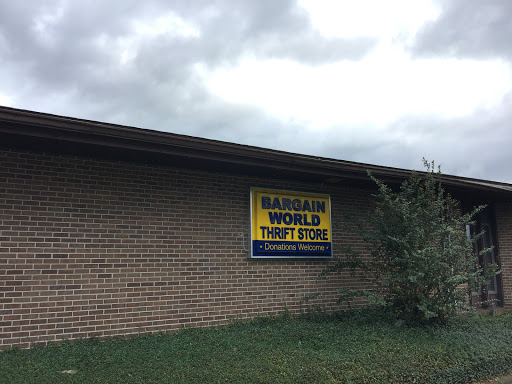 BARGAIN
WORLD
THRIFT STORE
• Donations Welcome •